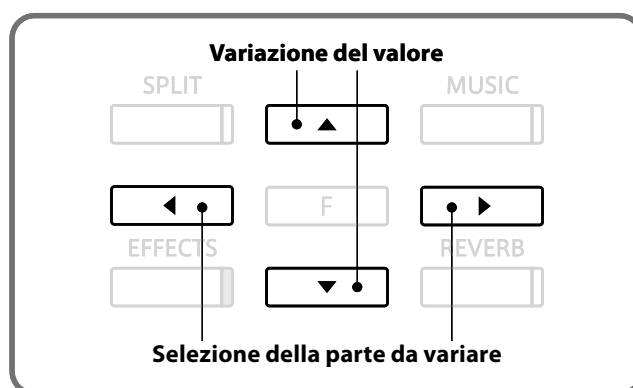 Variazione del valore
SPLIT
MUSIC
F
EFFECTS
REVERB
Selezione della parte da variare